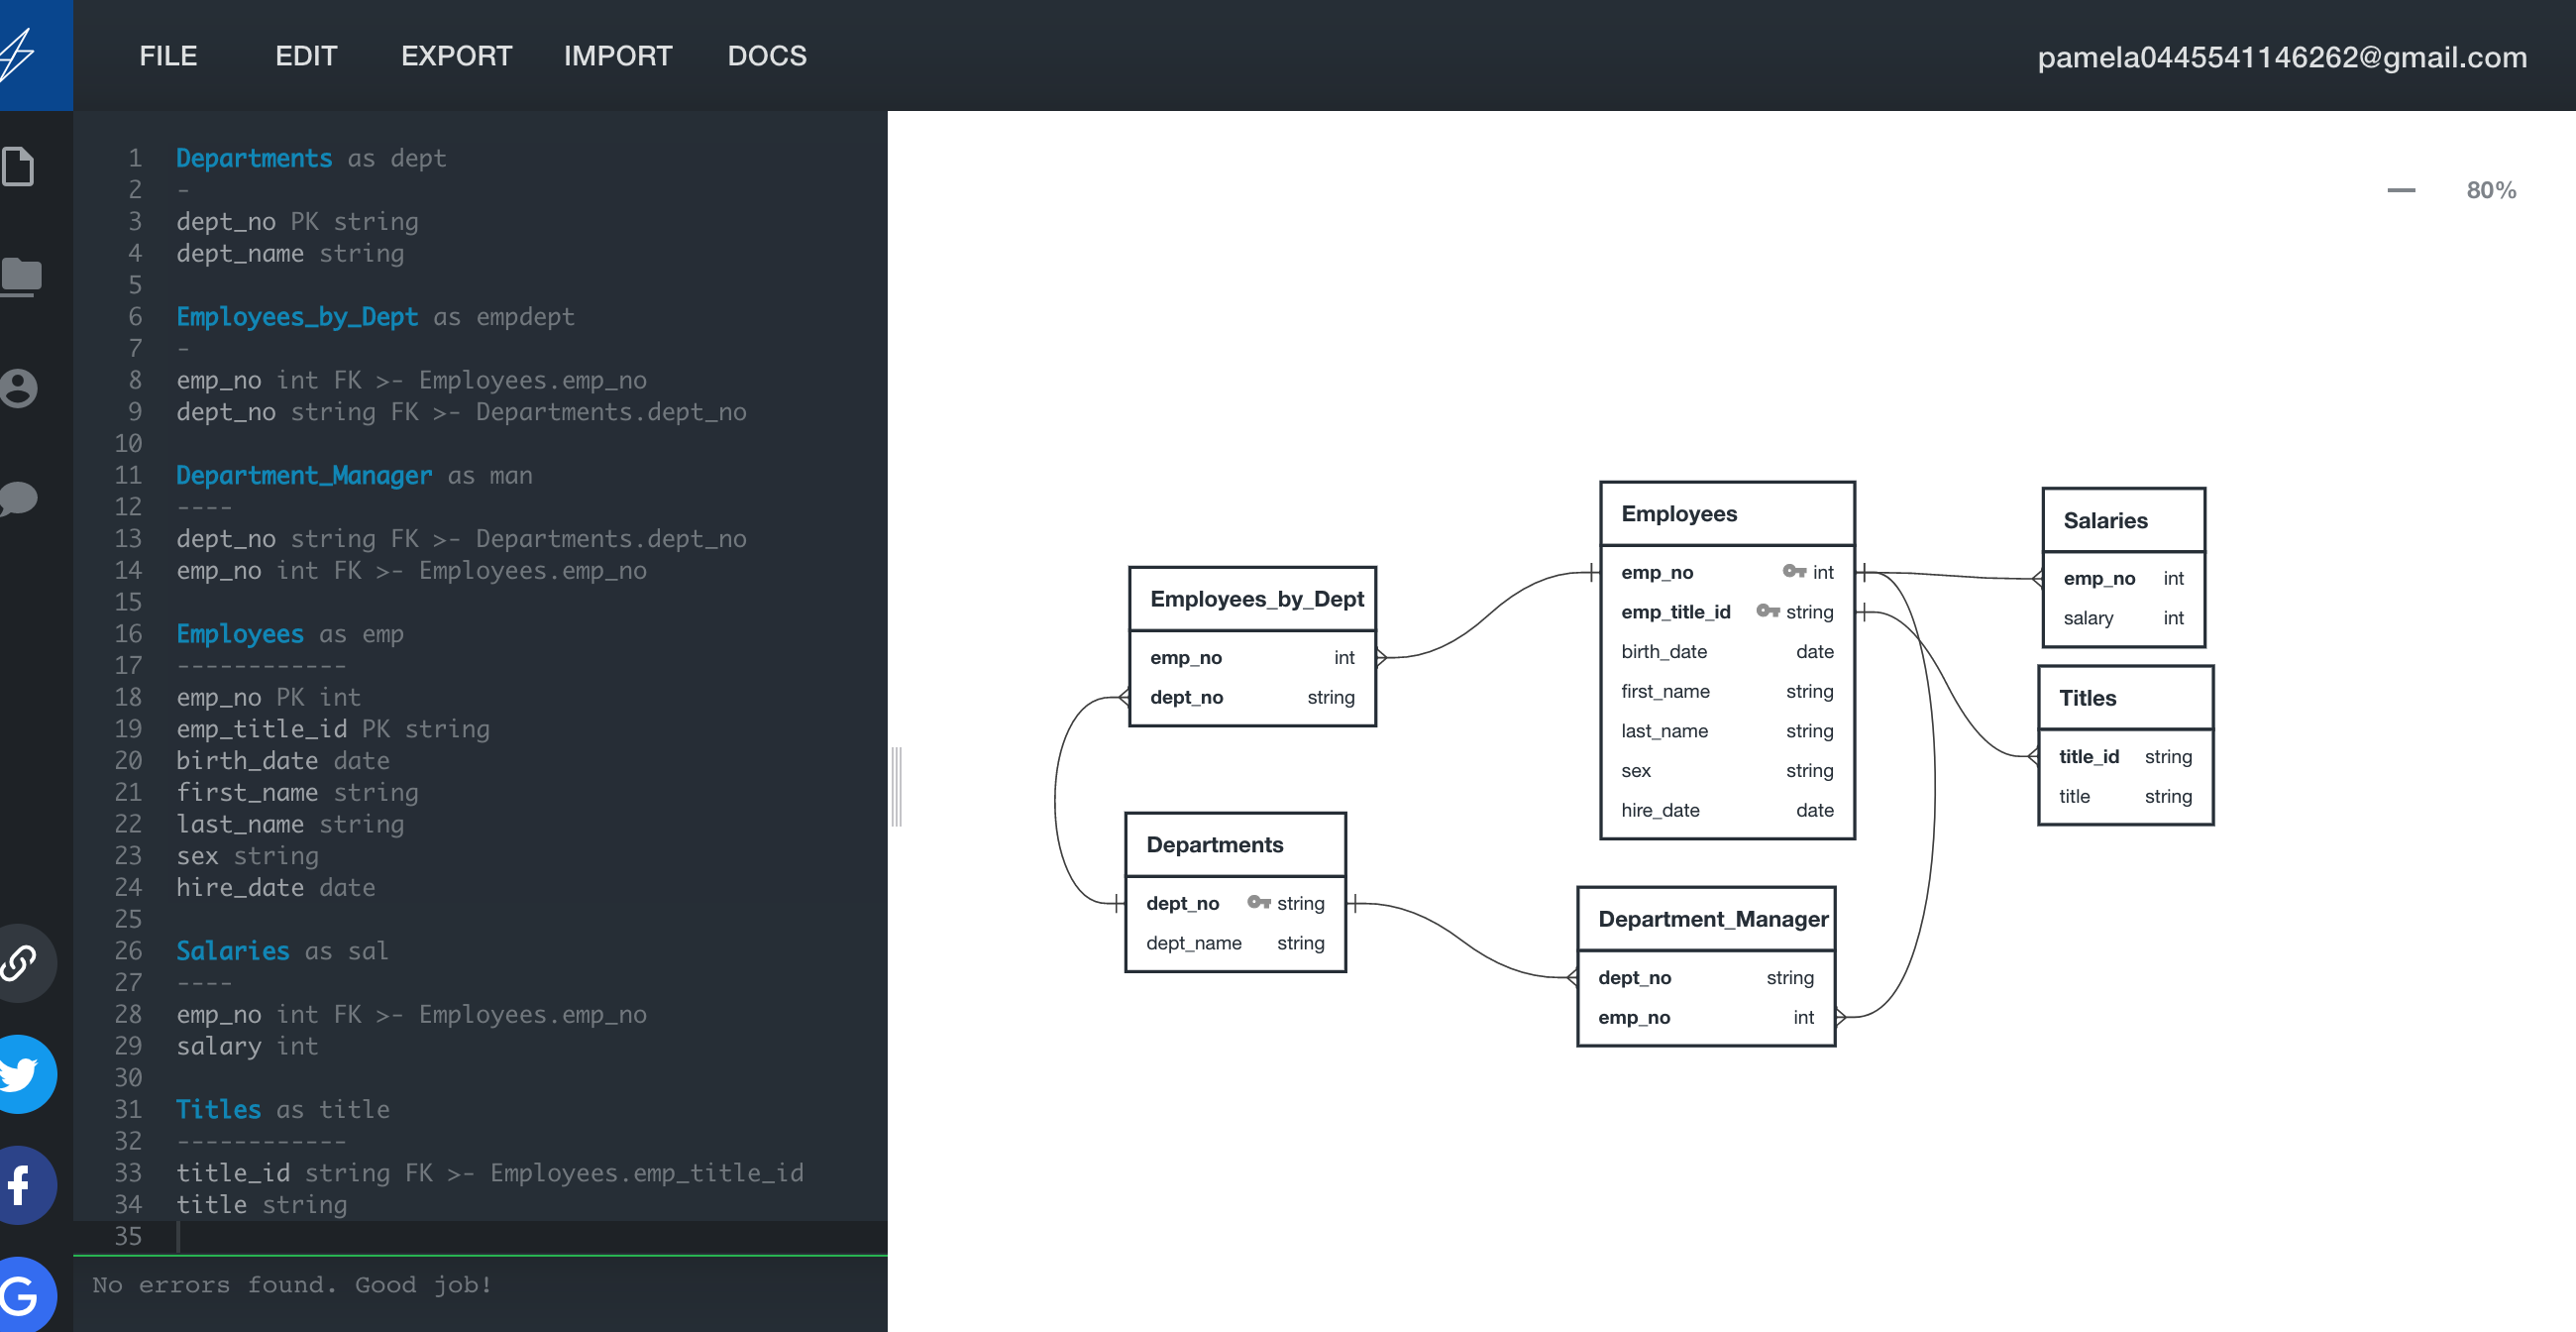 FILE EDIT EXPORT IMPORT DOCS pamela0445541146262@gmail.com
1 Departments as dept
2 -
3 dept_no PK string
4 dept_name string
5
6 Employees_by_Dept as empdept
7 -
8 emp_no int FK >- Employees.emp_no
9 dept_no string FK >- Departments.dept_no
10
11 Department_Manager as man
12 ----
13 dept_no string FK >- Departments.dept_no
14 emp_no int FK >- Employees.emp_no
15
16 Employees as emp
17 ------------
18 emp_no PK int
19 emp_title_id PK string
20 birth_date date
21 first_name string
22 last_name string
23 sex string
24 hire_date date
25
26 Salaries as sal
27 ----
28 emp_no int FK >- Employees.emp_no
29 salary int
30
31 Titles as title
32 ------------
33 title_id string FK >- Employees.emp_title_id
34 title string
35
No errors found. Good job!
80%
Employees_by_Dept
emp_no int
dept_no string
Departments
dept_no string
dept_name string
Employees
emp_no int
emp_title_id string
birth_date date
first_name string
last_name string
sex string
hire_date date
Department_Manager
dept_no string
emp_no int
Salaries
emp_no int
salary int
Titles
title_id string
title string